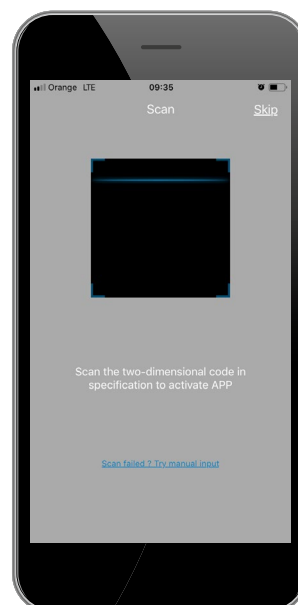 Orange LTE 09:35
Scan Skip
Scan the two-dimensional code in
specification to activate APP
Scan failed ? Try manual input